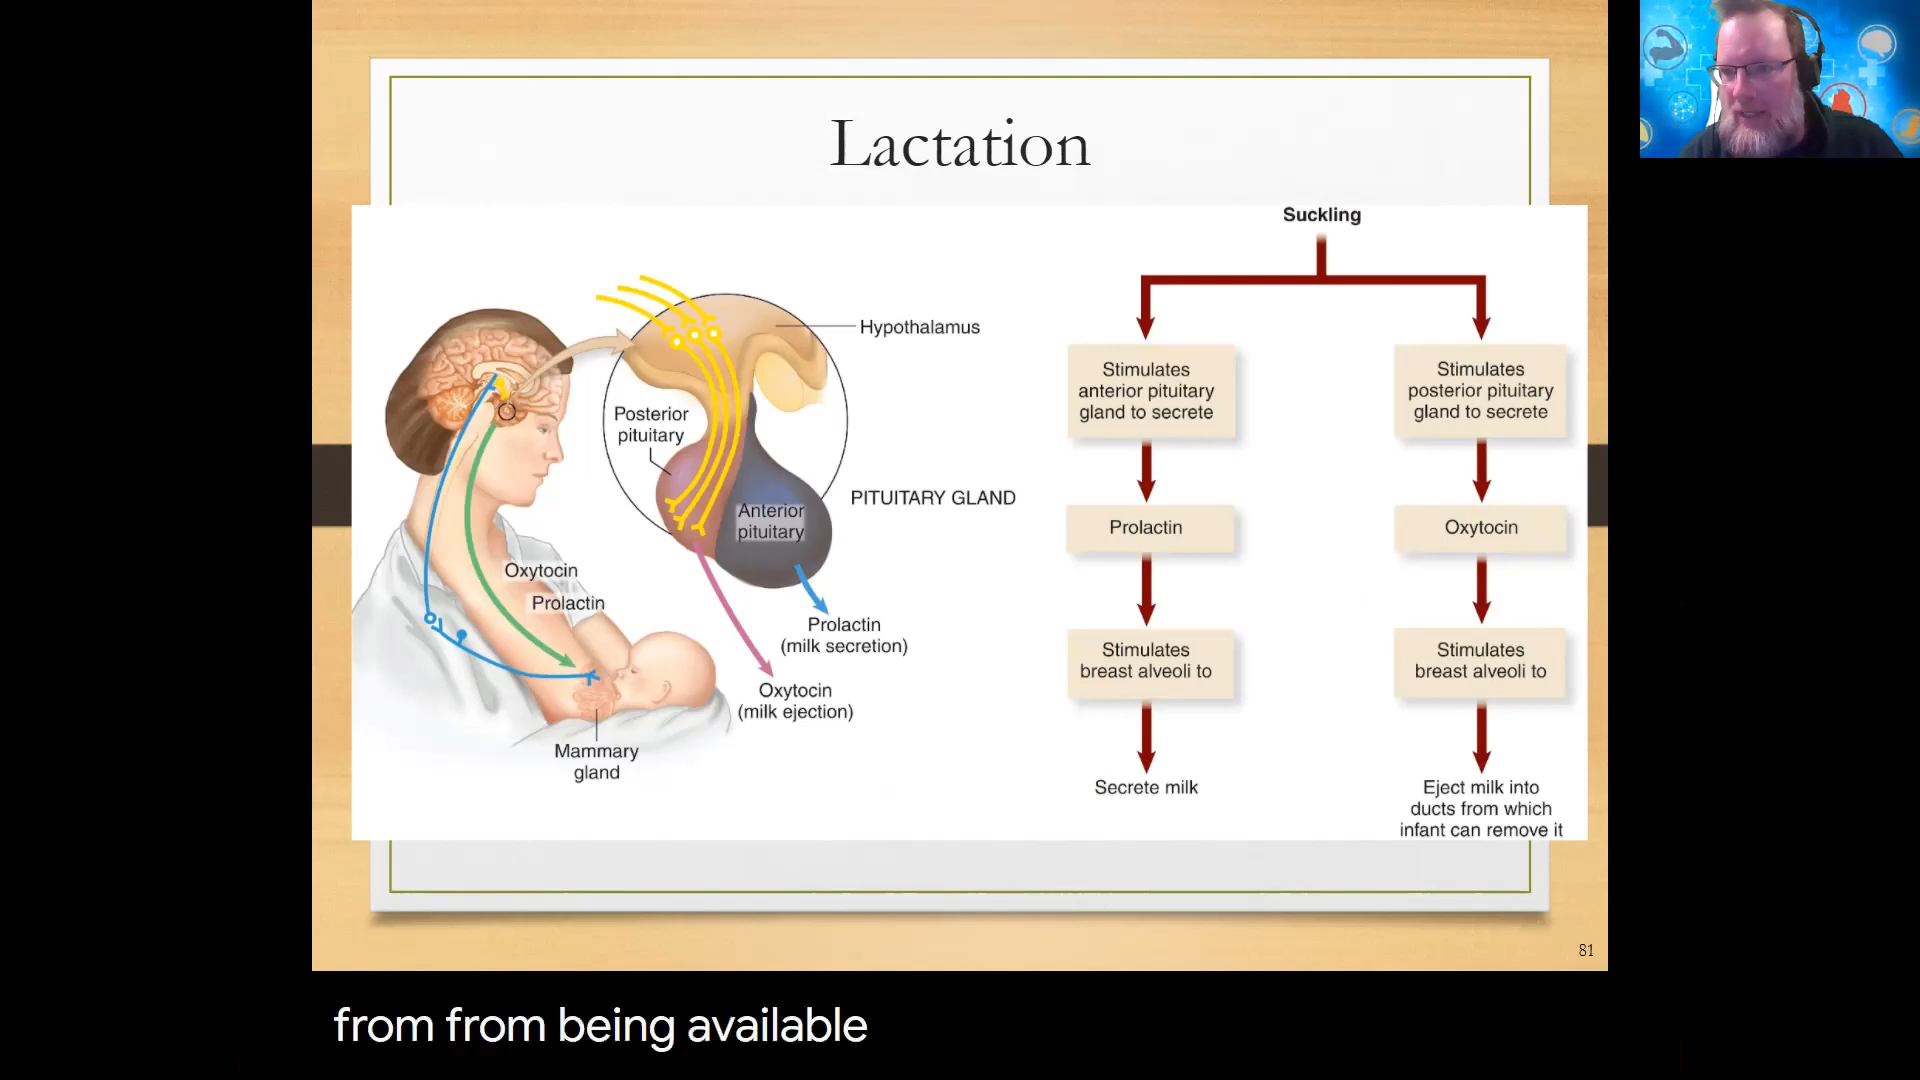 Lactation
Suckling
Hypothalamus
Posterior
pituitary
PITUITARY GLAND
Anterior
pituitary
Oxytocin
Prolactin
Prolactin
(milk secretion)
Oxytocin
(milk ejection)
Mammary
gland
Stimulates
anterior pituitary
gland to secrete
Prolactin
Stimulates
breast alveoli to
Secrete milk
Stimulates
posterior pituitary
gland to secrete
Oxytocin
Stimulates
breast alveoli to
Eject milk into
ducts from which
infant can remove it
81
from from being available